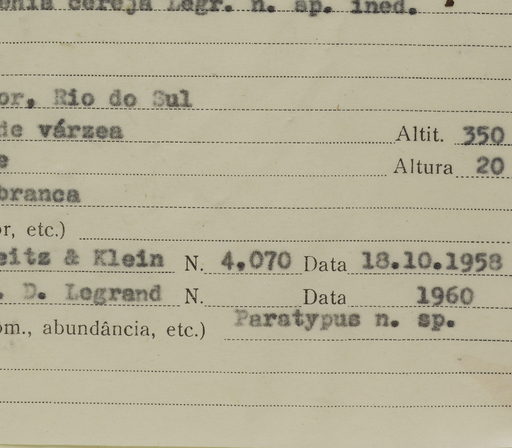 enia cereja Legr. n. sp. ined.
or, Rio do Sul
de várzea Altit. 350
e Altura 20
branca
or, etc.)
eitz & Klein N. 4.070 Data 18.10.1958
. D. Legrand N. Data 1960
om., abundância, etc.) Paratypus n. sp.